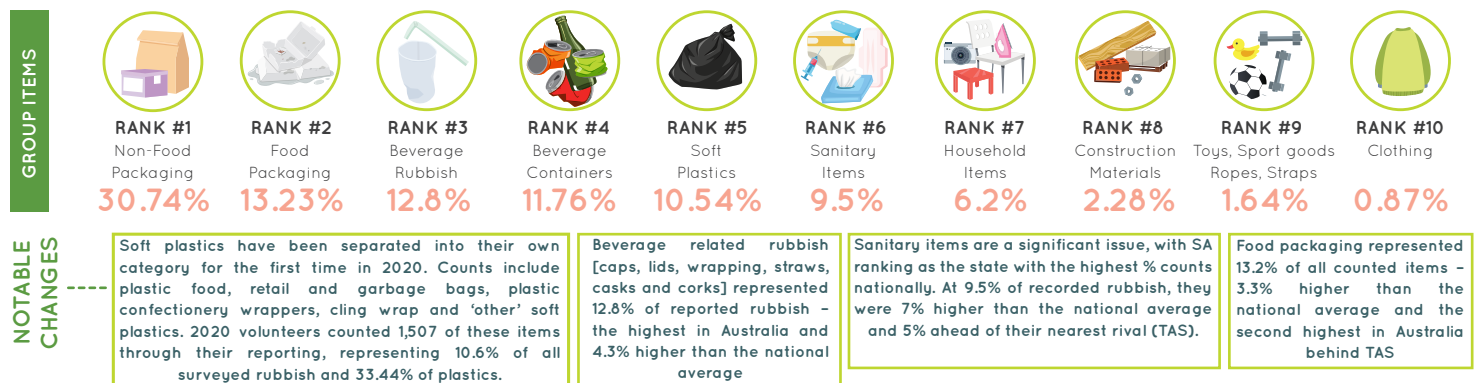 GROUP ITEMS
RANK #1
Non-Food
Packaging
30.74%
RANK #2
Food
Packaging
13.23%
RANK #3
Beverage
Rubbish
12.8%
RANK #4
Beverage
Containers
11.76%
RANK #5
Soft
Plastics
10.54%
RANK #6
Sanitary
Items
9.5%
RANK #7
Household
Items
6.2%
RANK #8
Construction
Materials
2.28%
RANK #9
Toys, Sport goods
Ropes, Straps
1.64%
RANK #10
Clothing
0.87%
NOTABLE
CHANGES
Soft plastics have been separated into their own
category for the first time in 2020. Counts include
plastic food, retail and garbage bags, plastic
confectionery wrappers, cling wrap and ‘other’ soft
plastics. 2020 volunteers counted 1,507 of these items
through their reporting, representing 10.6% of all
surveyed rubbish and 33.44% of plastics.
Beverage related rubbish
[caps, lids, wrapping, straws,
casks and corks] represented
12.8% of reported rubbish –
the highest in Australia and
4.3% higher than the national
average
Sanitary items are a significant issue, with SA
ranking as the state with the highest % counts
nationally. At 9.5% of recorded rubbish, they
were 7% higher than the national average
and 5% ahead of their nearest rival (TAS).
Food packaging represented
13.2% of all counted items –
3.3% higher than the
national average and the
second highest in Australia
behind TAS